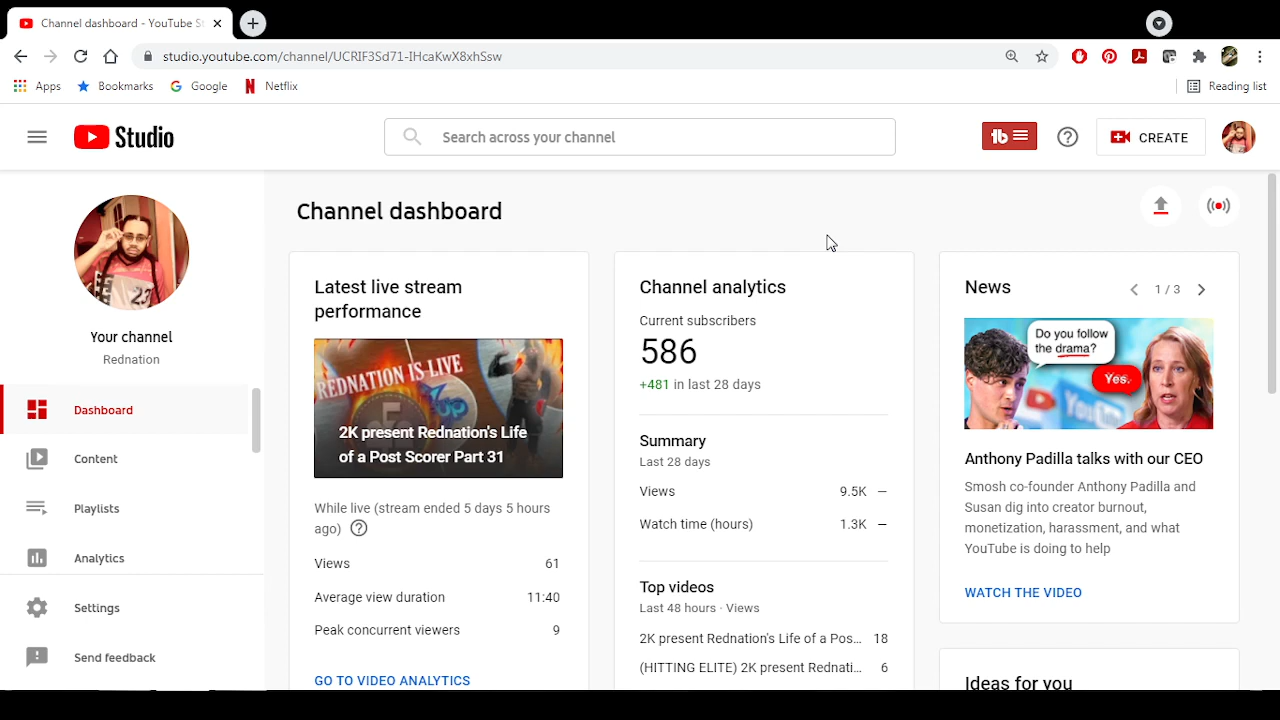 Channel dashboard - YouTube St
studio.youtube.com/channel/UCRIF3Sd71-IHcaKwX8xhSsw
Apps
Bookmarks
Google
Netflix
Reading list
Studio
Search across your channel
CREATE
Your channel
Rednation
Dashboard
Content
Playlists
Analytics
Settings
Send feedback
Channel dashboard
Latest live stream
performance
REDNATION IS LIVE
2K present Rednation's Life
of a Post Scorer Part 31
While live (stream ended 5 days 5 hours
ago)
Views 61
Average view duration 11:40
Peak concurrent viewers 9
GO TO VIDEO ANALYTICS
Channel analytics
Current subscribers
586
+481 in last 28 days
Summary
Last 28 days
Views 9.5K —
Watch time (hours) 1.3K —
Top videos
Last 48 hours · Views
2K present Rednation's Life of a Pos... 18
(HITTING ELITE) 2K present Rednati... 6
News
1 / 3
Do you follow
the drama?
Yes.
Anthony Padilla talks with our CEO
Smosh co-founder Anthony Padilla and
Susan dig into creator burnout,
monetization, harassment, and what
YouTube is doing to help
WATCH THE VIDEO
Ideas for you